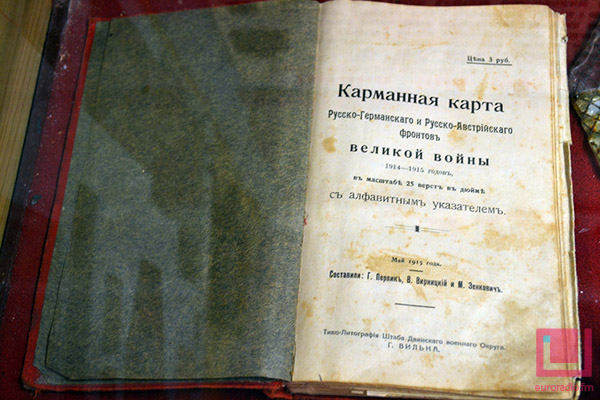 Цѣна 3 руб.
Карманная карта
Русско-Германскаго и Русско-Австрійскаго
фронтовъ
великой войны
1914—1915 годовъ,
въ масштабѣ 25 верстъ въ дюймѣ
съ алфавитнымъ указателемъ.
Май 1915 года.
Составили: Г. Перликъ, В. Вирницкій и М. Зенковичъ.
Типо-Литографія Штаба Двинскаго военнаго Округа.
Г. ВИЛЬНА.
euroradio.fm